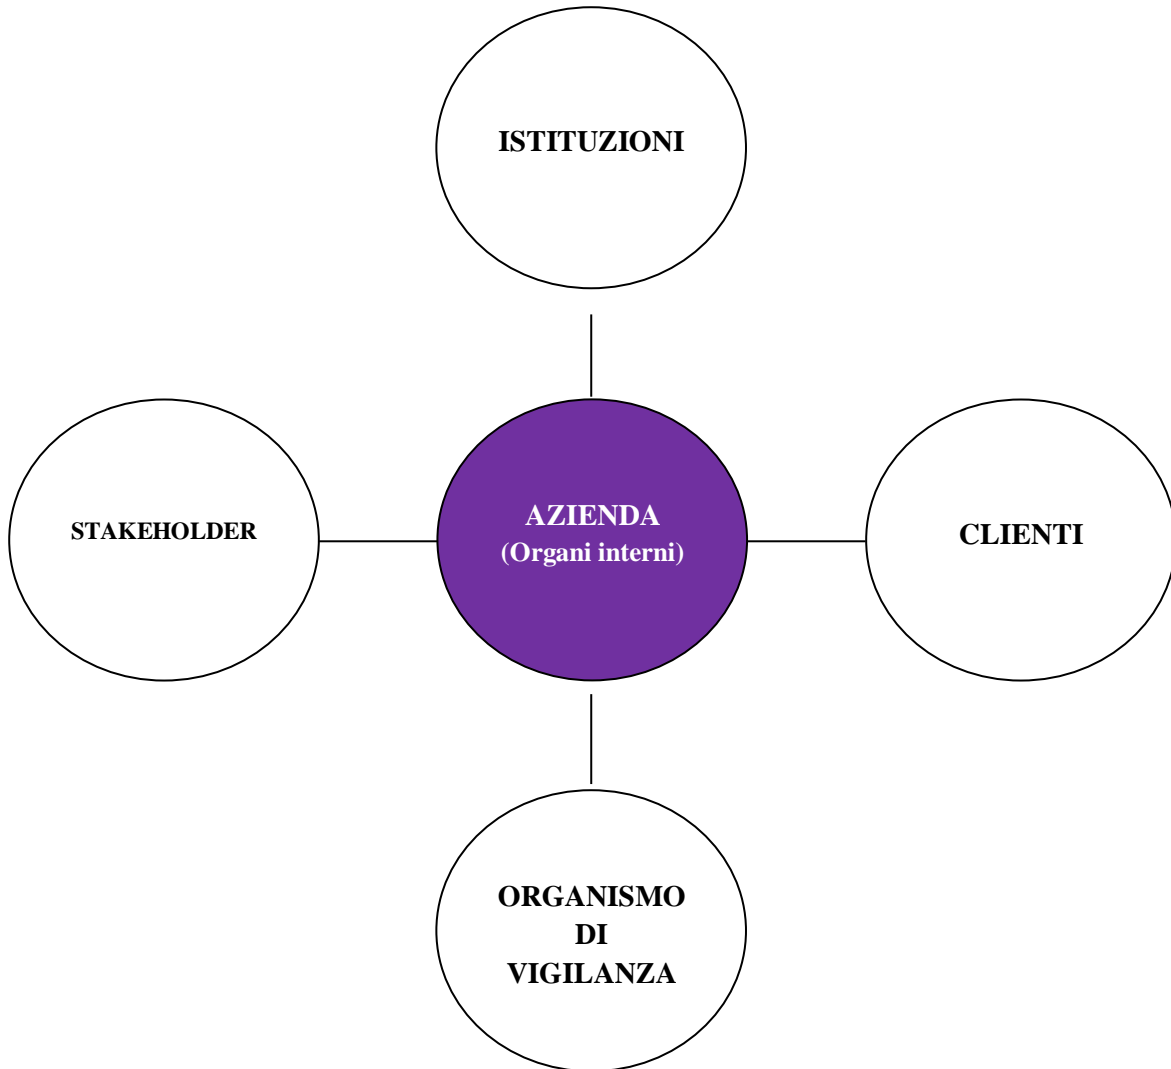 ISTITUZIONI
STAKEHOLDER
AZIENDA
(Organi interni)
CLIENTI
ORGANISMO
DI
VIGILANZA